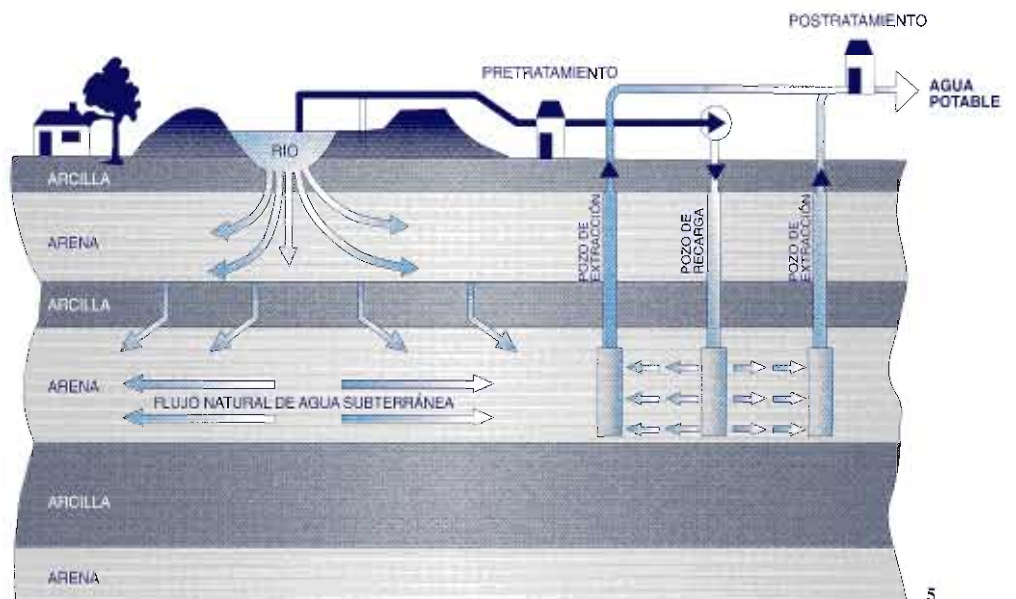 POSTRATAMIENTO
PRETRATAMIENTO
AGUA
POTABLE
RIO
ARCILLA
ARENA
POZO DE
EXTRACCIÓN
POZO DE
RECARGA
POZO DE
EXTRACCIÓN
ARCILLA
ARENA
FLUJO NATURAL DE AGUA SUBTERRÁNEA
ARCILLA
ARENA
5